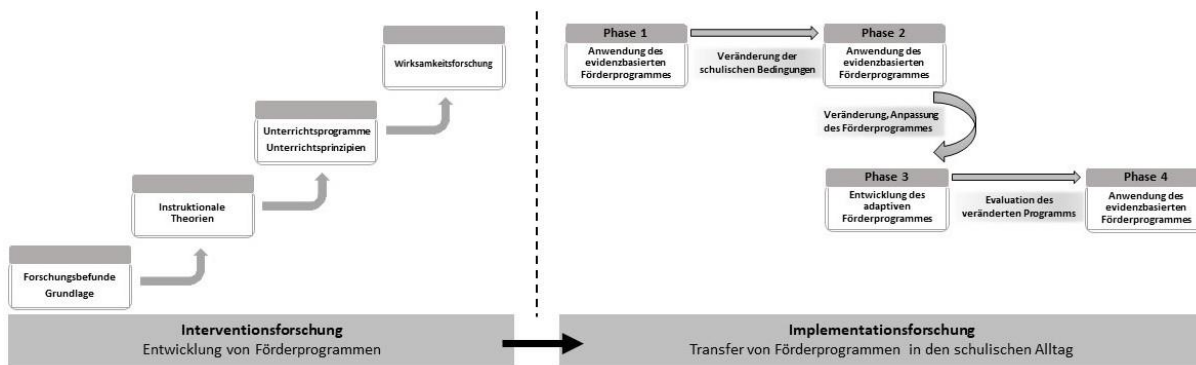 Wirksamkeitsforschung
Unterrichtsprogramme
Unterrichtsprinzipien
Instruktionale
Theorien
Forschungsbefunde
Grundlage
Interventionsforschung
Entwicklung von Förderprogrammen
Phase 1
Anwendung des
evidenzbasierten
Förderprogrammes
Veränderung der
schulischen Bedingungen
Phase 2
Anwendung des
evidenzbasierten
Förderprogrammes
Veränderung, Anpassung
des Förderprogrammes
Phase 3
Entwicklung des
adaptiven
Förderprogrammes
Evaluation des
veränderten Programms
Phase 4
Anwendung des
evidenzbasierten
Förderprogrammes
Implementationsforschung
Transfer von Förderprogrammen in den schulischen Alltag